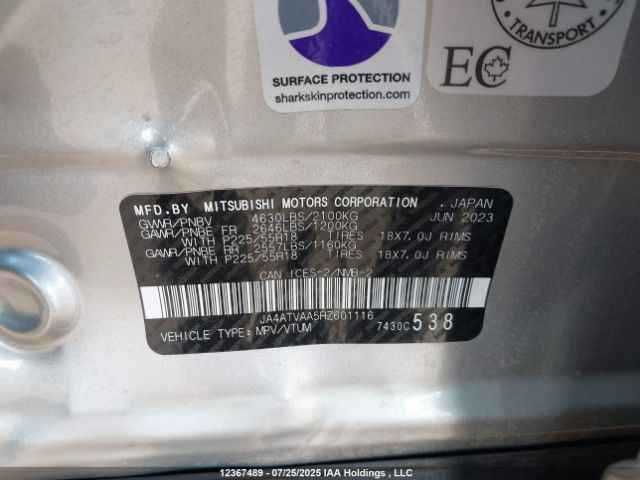 TRANSPORT
EC
SURFACE PROTECTION
sharkskinprotection.com
MFD.BY MITSUBISHI MOTORS CORPORATION . JAPAN
GVWR/PNBV 4630LBS/2100KG JUN 2023
GAWR/PNBE FR 2646LBS/1200KG
WITH P225/55R18 TIRES 18X7.0J RIMS
GAWR/PNBE RR LBS/1160KG
WITH P225/55R18 TIRES 18X7.0J RIMS
CAN ICES-2/NMB-2
JA4ATVAA5RZ601116
VEHICLE TYPE: MPV/VTUM 7430C538
12367489 - 07/25/2025 IAA Holdings , LLC